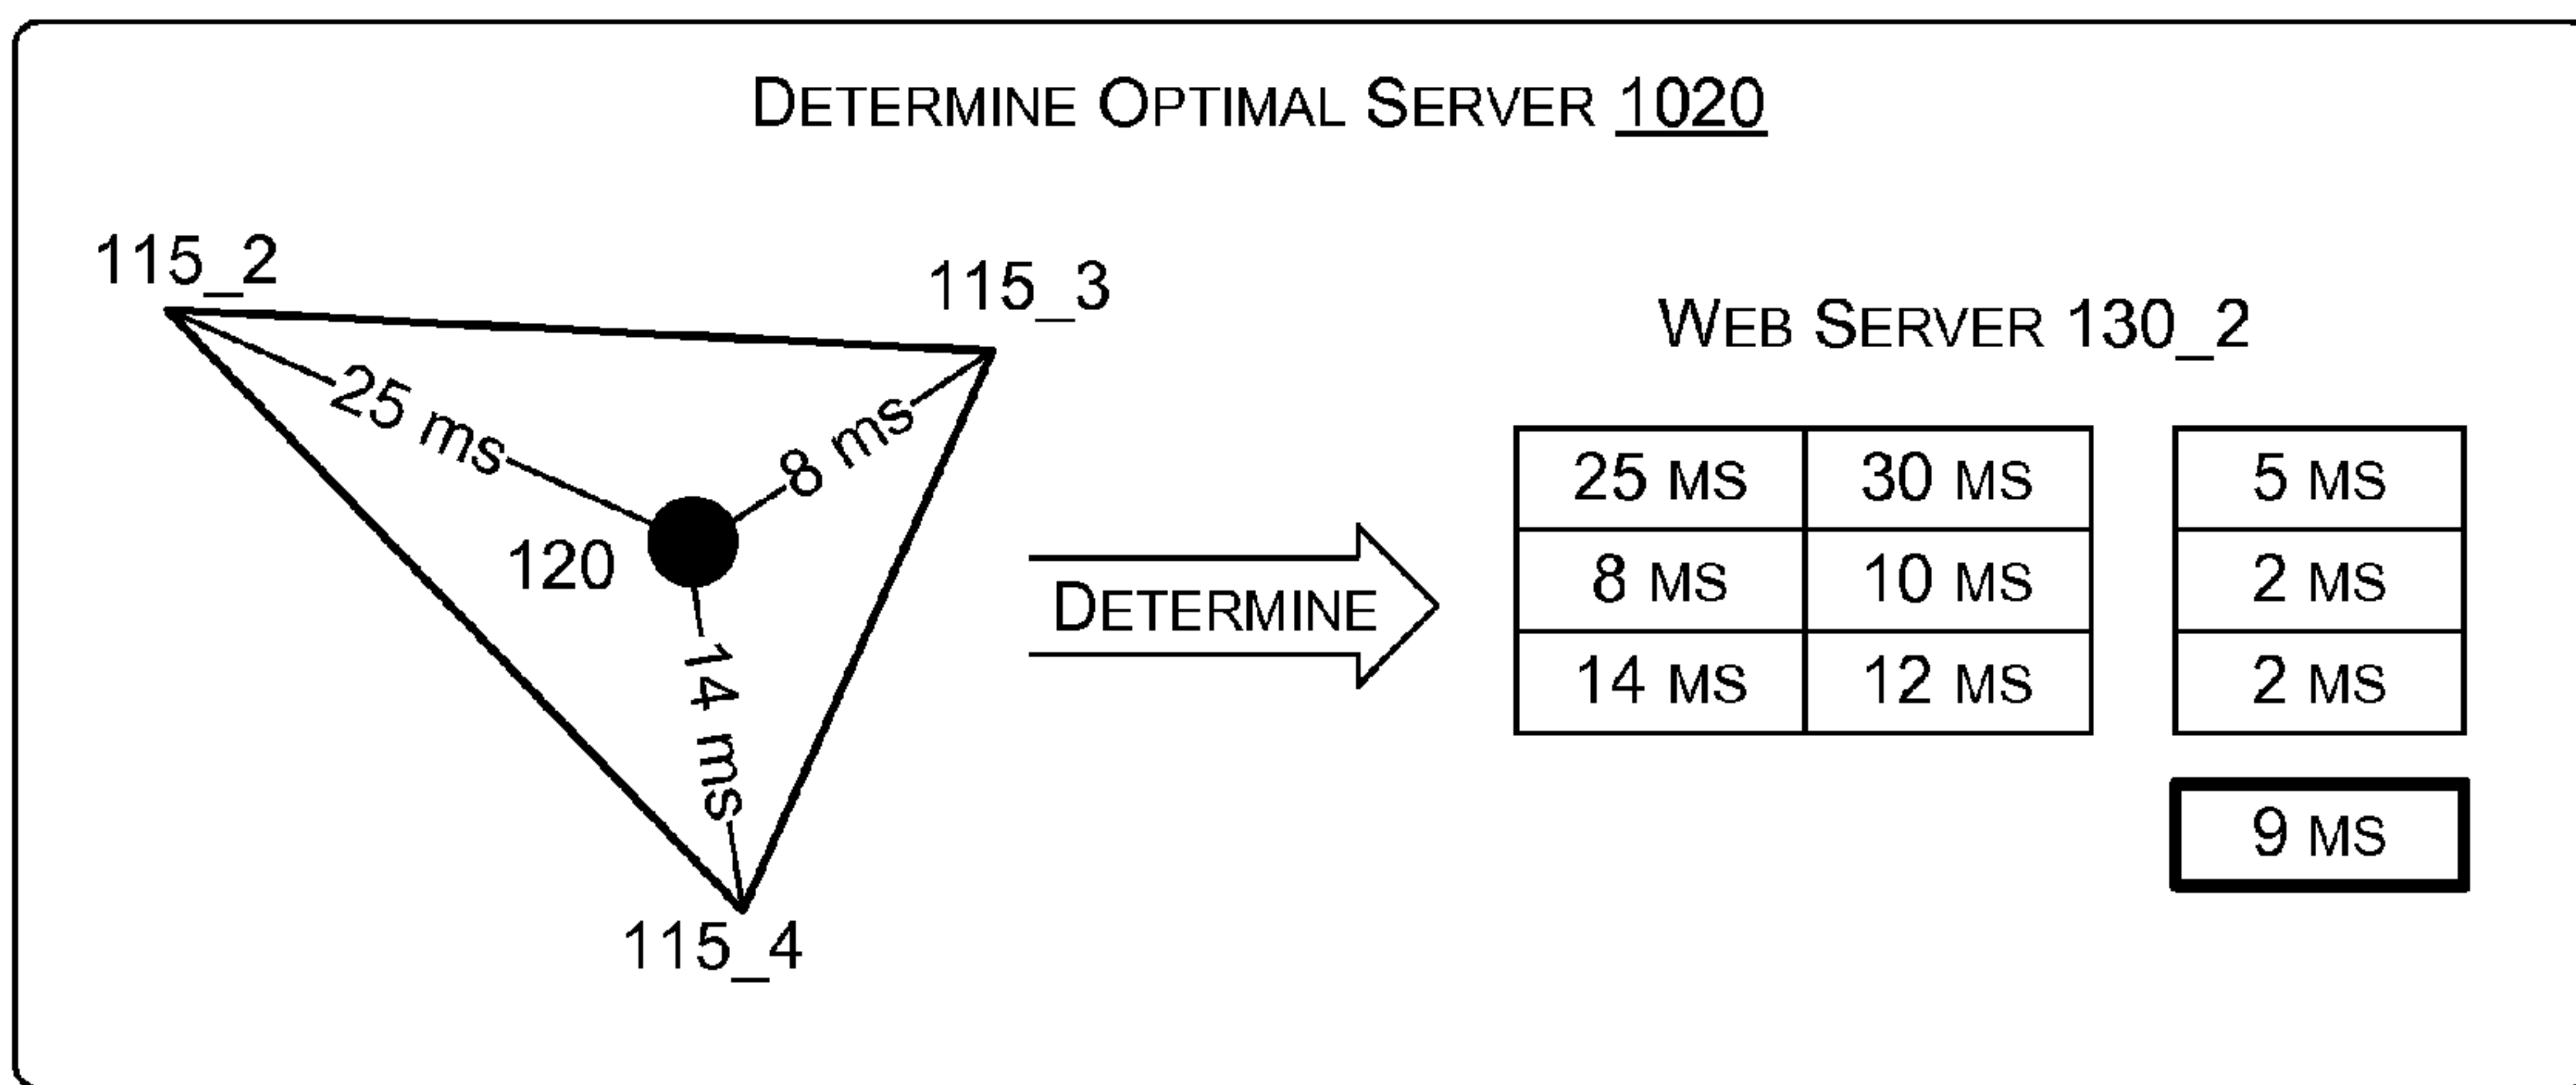 DETERMINE OPTIMAL SERVER 1020
115_2
115_3
25 ms
8 ms
120
14 ms
115_4
DETERMINE
WEB SERVER 130_2
25 MS 30 MS 5 MS
8 MS 10 MS 2 MS
14 MS 12 MS 2 MS
9 MS